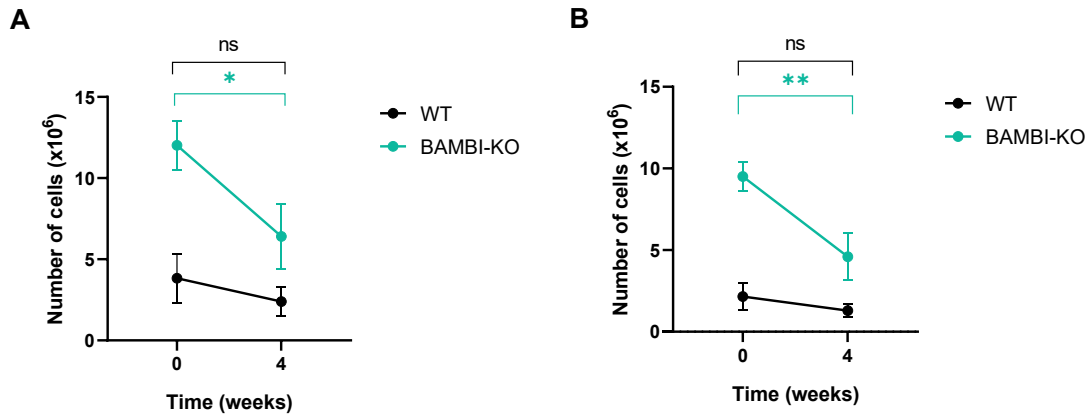 A
ns
*
15
10
5
0
0 4
Number of cells (x10⁶)
Time (weeks)
WT
BAMBI-KO
B
ns
**
15
10
5
0
0 4
Number of cells (x10⁶)
Time (weeks)
WT
BAMBI-KO